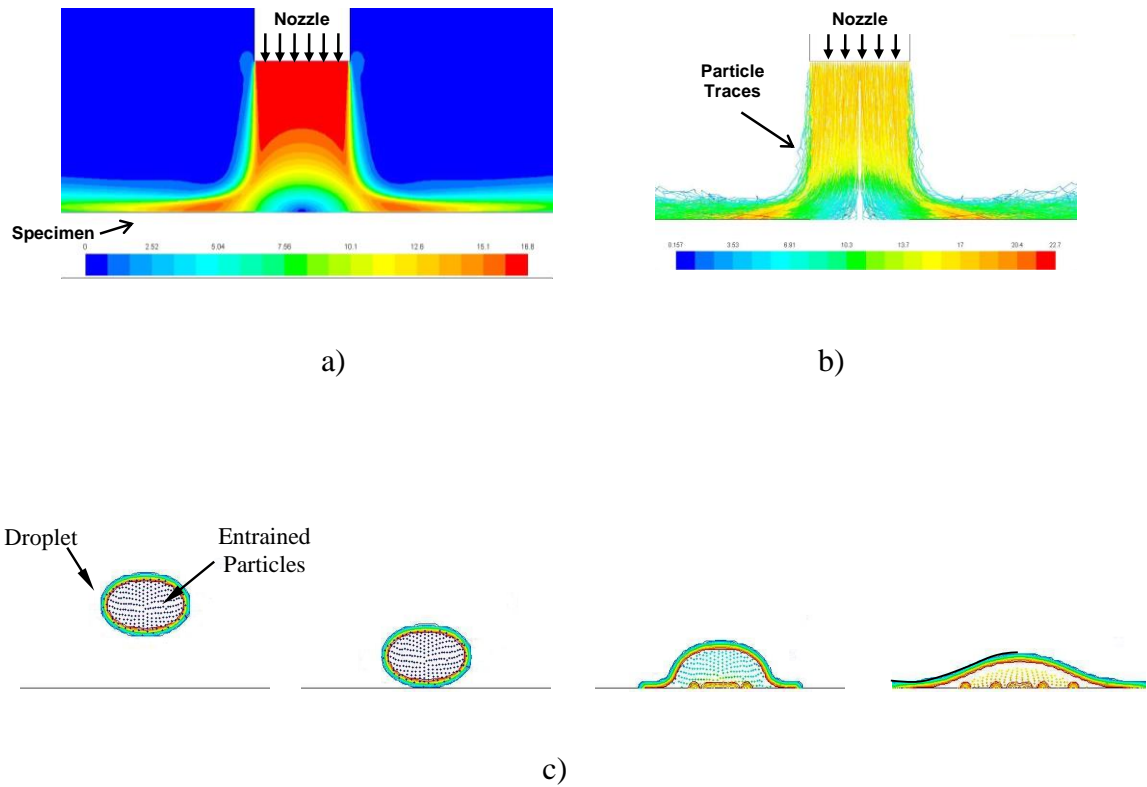 Nozzle
Specimen
0 2.52 5.04 7.56 10.1 12.6 15.1 16.8
a)
Nozzle
Particle
Traces
0.157 3.53 6.91 10.3 13.7 17 20.4 22.7
b)
Droplet
Entrained
Particles
c)